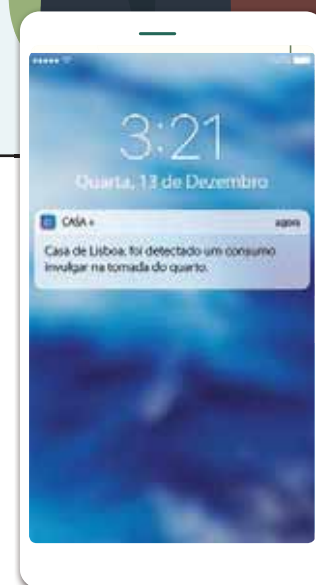 3:21
Quarta, 13 de Dezembro
CASA + agora
Casa de Lisboa. foi detectado um consumo
invulgar na tomada do quarto.